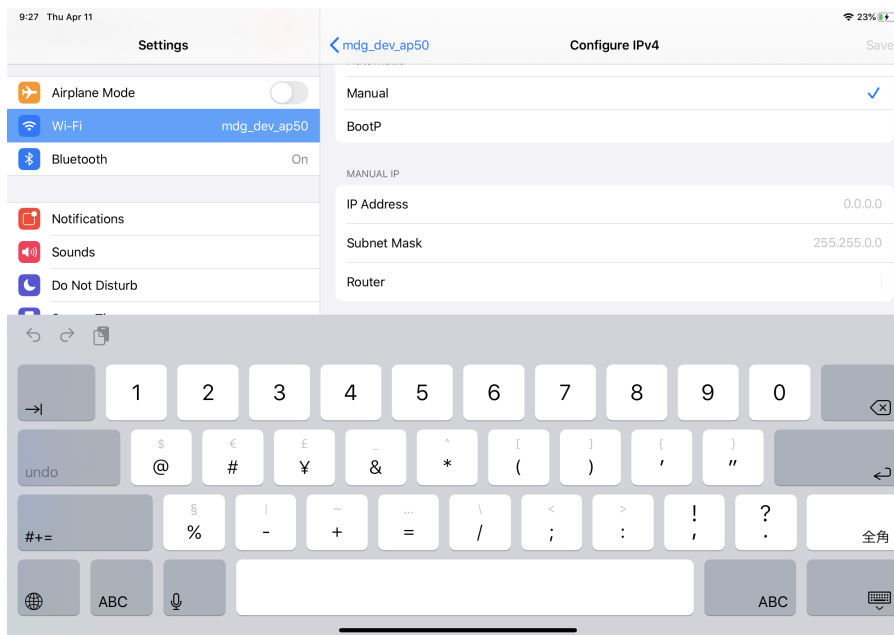 9:27 Thu Apr 11
23%
Settings
mdg_dev_ap50
Configure IPv4
Save
Airplane Mode
Wi-Fi
mdg_dev_ap50
Bluetooth
On
Notifications
Sounds
Do Not Disturb
Manual
BootP
MANUAL IP
IP Address
0.0.0.0
Subnet Mask
255.255.0.0
Router
1 2 3 4 5 6 7 8 9 0
$ € £ _ ^ [ ] { }
undo @ # ¥ & * ( ) ' "
§ | ~ … \ < > ! ?
#+= % - + = / ; : , . 全角
ABC
ABC